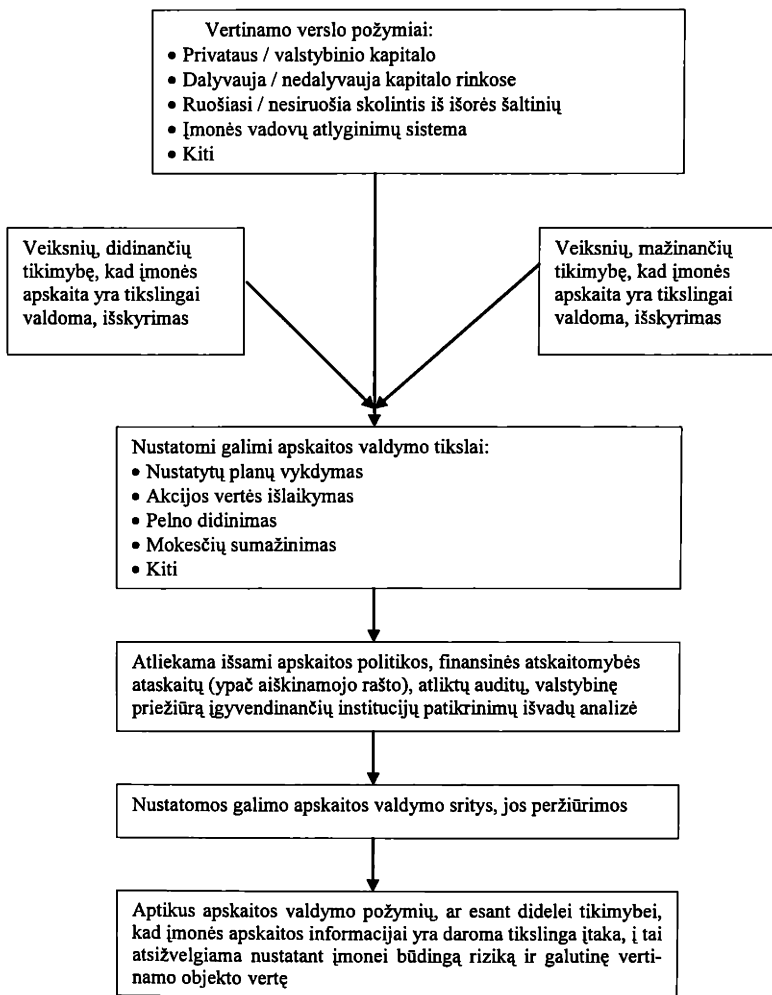 Vertinamo verslo požymiai:
• Privataus / valstybinio kapitalo
• Dalyvauja / nedalyvauja kapitalo rinkose
• Ruošiasi / nesiruošia skolintis iš išorės šaltinių
• Įmonės vadovų atlyginimų sistema
• Kiti
Veiksnių, didinančių
tikimybę, kad įmonės
apskaita yra tikslingai
valdoma, išskyrimas
Veiksnių, mažinančių
tikimybę, kad įmonės
apskaita yra tikslingai
valdoma, išskyrimas
Nustatomi galimi apskaitos valdymo tikslai:
• Nustatytų planų vykdymas
• Akcijos vertės išlaikymas
• Pelno didinimas
• Mokesčių sumažinimas
• Kiti
Atliekama išsami apskaitos politikos, finansinės atskaitomybės
ataskaitų (ypač aiškinamojo rašto), atliktų auditų, valstybinę
priežiūrą įgyvendinančių institucijų patikrinimų išvadų analizė
Nustatomos galimo apskaitos valdymo sritys, jos peržiūrimos
Aptikus apskaitos valdymo požymių, ar esant didelei tikimybei,
kad įmonės apskaitos informacijai yra daroma tikslinga įtaka, į tai
atsižvelgiama nustatant įmonei būdingą riziką ir galutinę verti-
namo objekto vertę